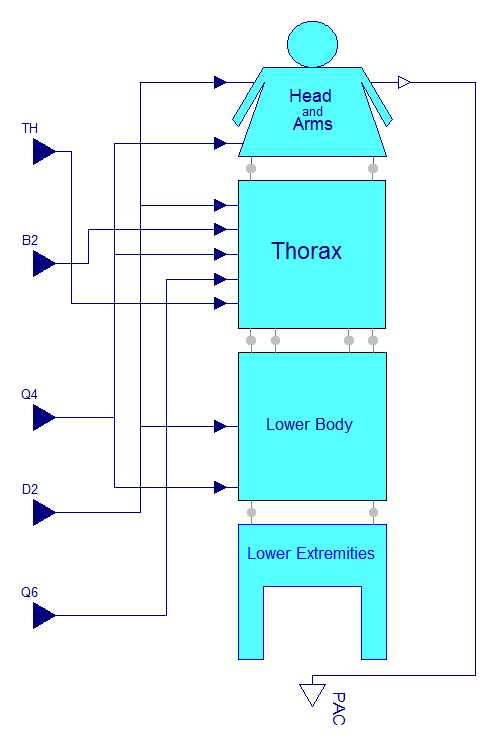 Head
and
Arms
TH
Thorax
B2
Q4
Lower Body
D2
Lower Extremities
Q6
PAC